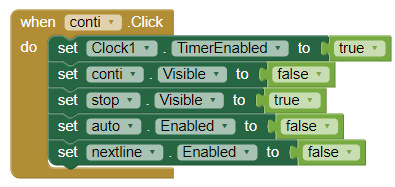 when conti .Click
do set Clock1 . TimerEnabled to true
set conti . Visible to false
set stop . Visible to true
set auto . Enabled to false
set nextline . Enabled to false